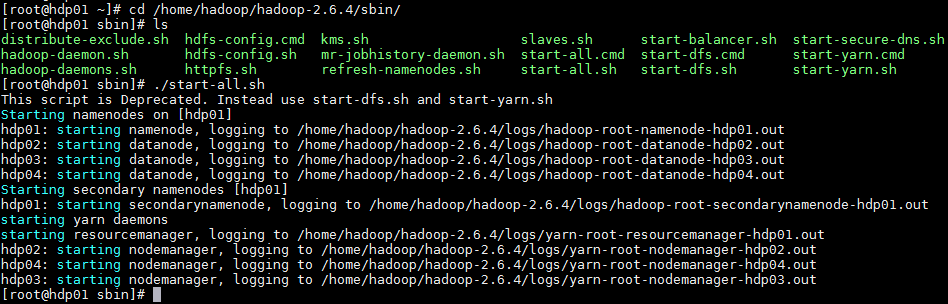 [root@hdp01 ~]# cd /home/hadoop/hadoop-2.6.4/sbin/
[root@hdp01 sbin]# ls
distribute-exclude.sh hdfs-config.cmd kms.sh slaves.sh start-balancer.sh start-secure-dns.sh
hadoop-daemon.sh hdfs-config.sh mr-jobhistory-daemon.sh start-all.cmd start-dfs.cmd start-yarn.cmd
hadoop-daemons.sh httpfs.sh refresh-namenodes.sh start-all.sh start-dfs.sh start-yarn.sh
[root@hdp01 sbin]# ./start-all.sh
This script is Deprecated. Instead use start-dfs.sh and start-yarn.sh
Starting namenodes on [hdp01]
hdp01: starting namenode, logging to /home/hadoop/hadoop-2.6.4/logs/hadoop-root-namenode-hdp01.out
hdp02: starting datanode, logging to /home/hadoop/hadoop-2.6.4/logs/hadoop-root-datanode-hdp02.out
hdp03: starting datanode, logging to /home/hadoop/hadoop-2.6.4/logs/hadoop-root-datanode-hdp03.out
hdp04: starting datanode, logging to /home/hadoop/hadoop-2.6.4/logs/hadoop-root-datanode-hdp04.out
Starting secondary namenodes [hdp01]
hdp01: starting secondarynamenode, logging to /home/hadoop/hadoop-2.6.4/logs/hadoop-root-secondarynamenode-hdp01.out
starting yarn daemons
starting resourcemanager, logging to /home/hadoop/hadoop-2.6.4/logs/yarn-root-resourcemanager-hdp01.out
hdp02: starting nodemanager, logging to /home/hadoop/hadoop-2.6.4/logs/yarn-root-nodemanager-hdp02.out
hdp04: starting nodemanager, logging to /home/hadoop/hadoop-2.6.4/logs/yarn-root-nodemanager-hdp04.out
hdp03: starting nodemanager, logging to /home/hadoop/hadoop-2.6.4/logs/yarn-root-nodemanager-hdp03.out
[root@hdp01 sbin]#